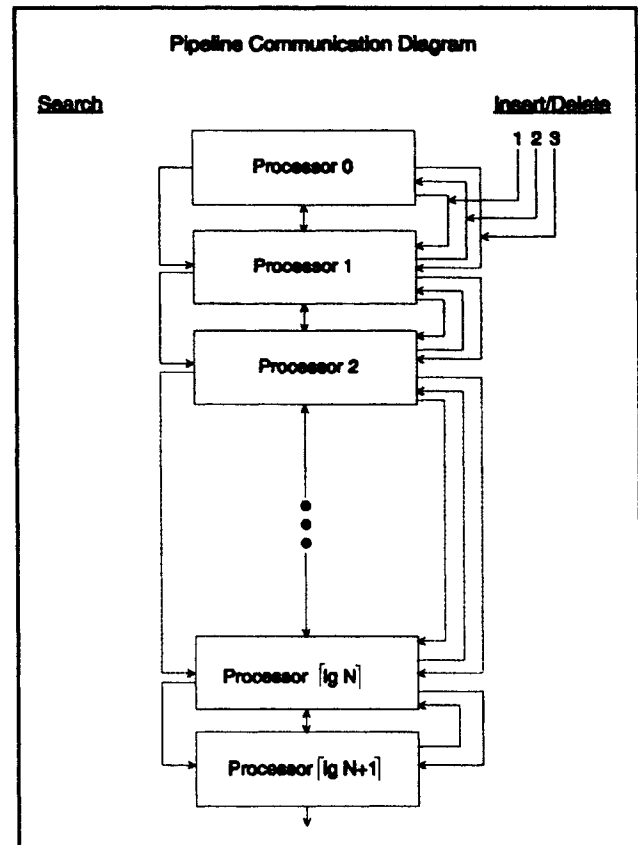 Pipeline Communication Diagram
Search
Insert/Delete
1 2 3
Processor 0
Processor 1
Processor 2
Processor ⌈lg N⌉
Processor ⌈lg N+1⌉